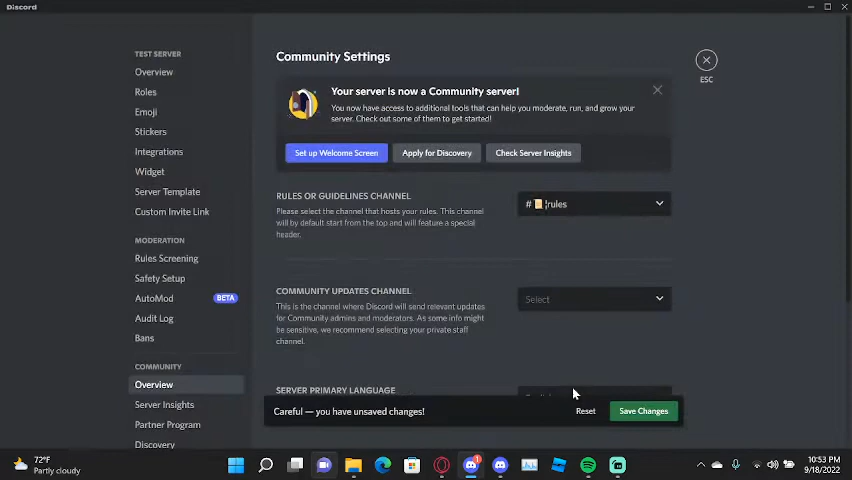 Discord
TEST SERVER
Overview
Roles
Emoji
Stickers
Integrations
Widget
Server Template
Custom Invite Link
MODERATION
Rules Screening
Safety Setup
AutoMod BETA
Audit Log
Bans
COMMUNITY
Overview
Server Insights
Partner Program
Discovery
Community Settings
ESC
Your server is now a Community server!
You now have access to additional tools that can help you moderate, run, and grow your
server. Check out some of them to get started!
Set up Welcome Screen Apply for Discovery Check Server Insights
RULES OR GUIDELINES CHANNEL
Please select the channel that hosts your rules. This channel
will by default start from the top and will feature a special
header.
# 📜¦rules
COMMUNITY UPDATES CHANNEL
This is the channel where Discord will send relevant updates
for Community admins and moderators. As some info might
be sensitive, we recommend selecting your private staff
channel.
Select
SERVER PRIMARY LANGUAGE
Careful — you have unsaved changes!
Reset Save Changes
72°F
Partly cloudy
1
10:53 PM
9/18/2022